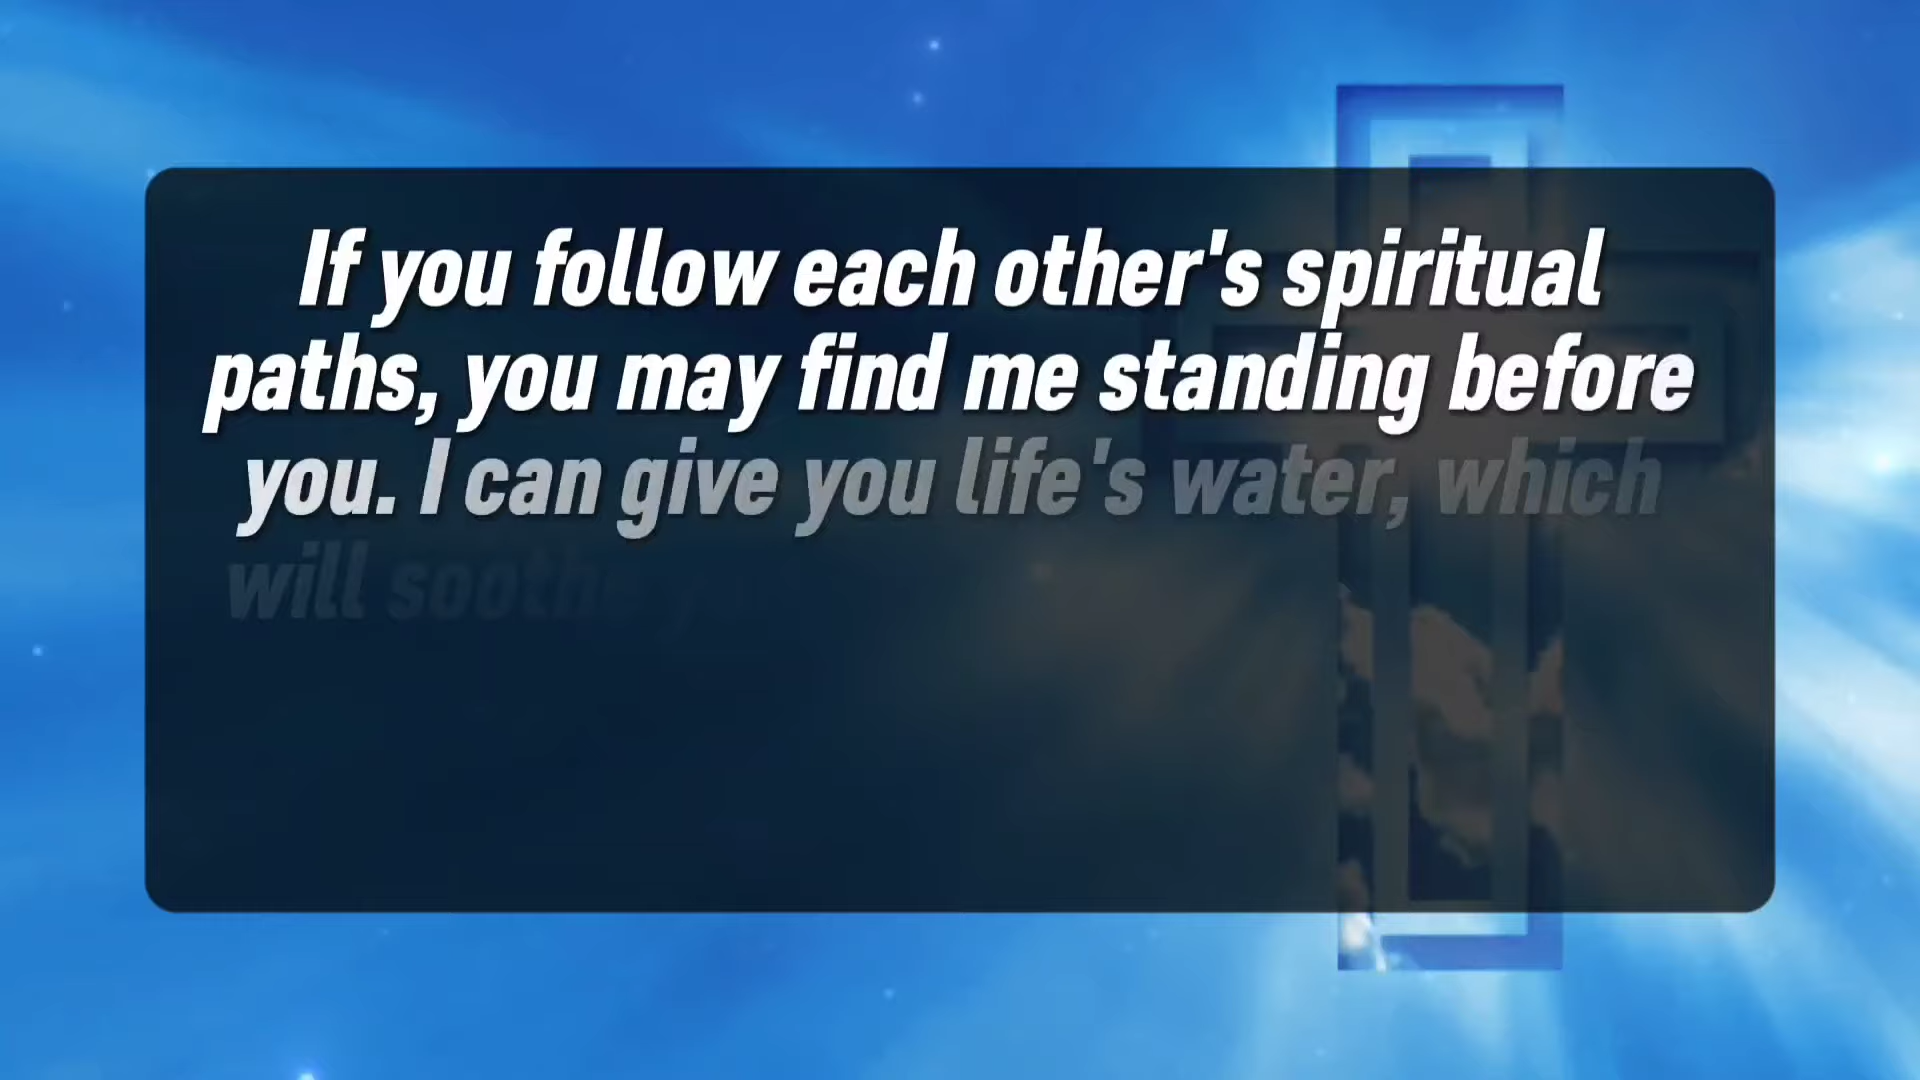 If you follow each other's spiritual
paths, you may find me standing before
you. I can give you life's water, which
will soothe